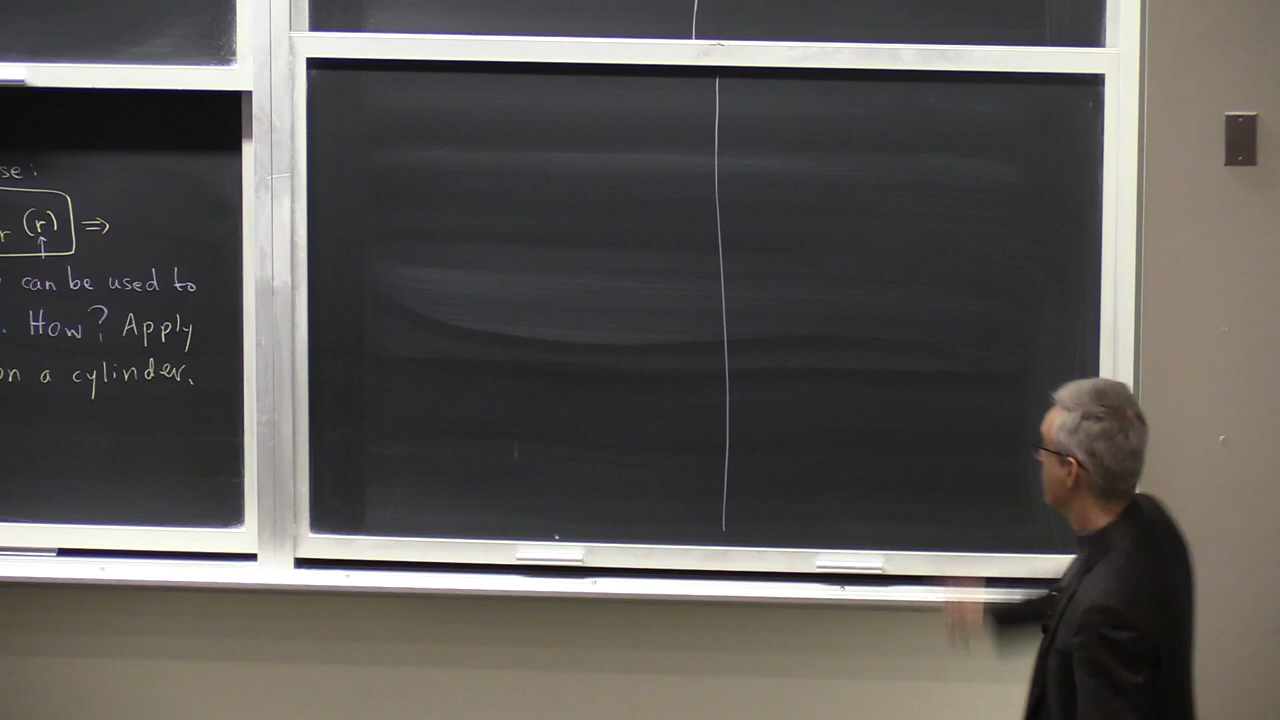 se:
r (r) ⇒
can be used to
. How? Apply
on a cylinder.